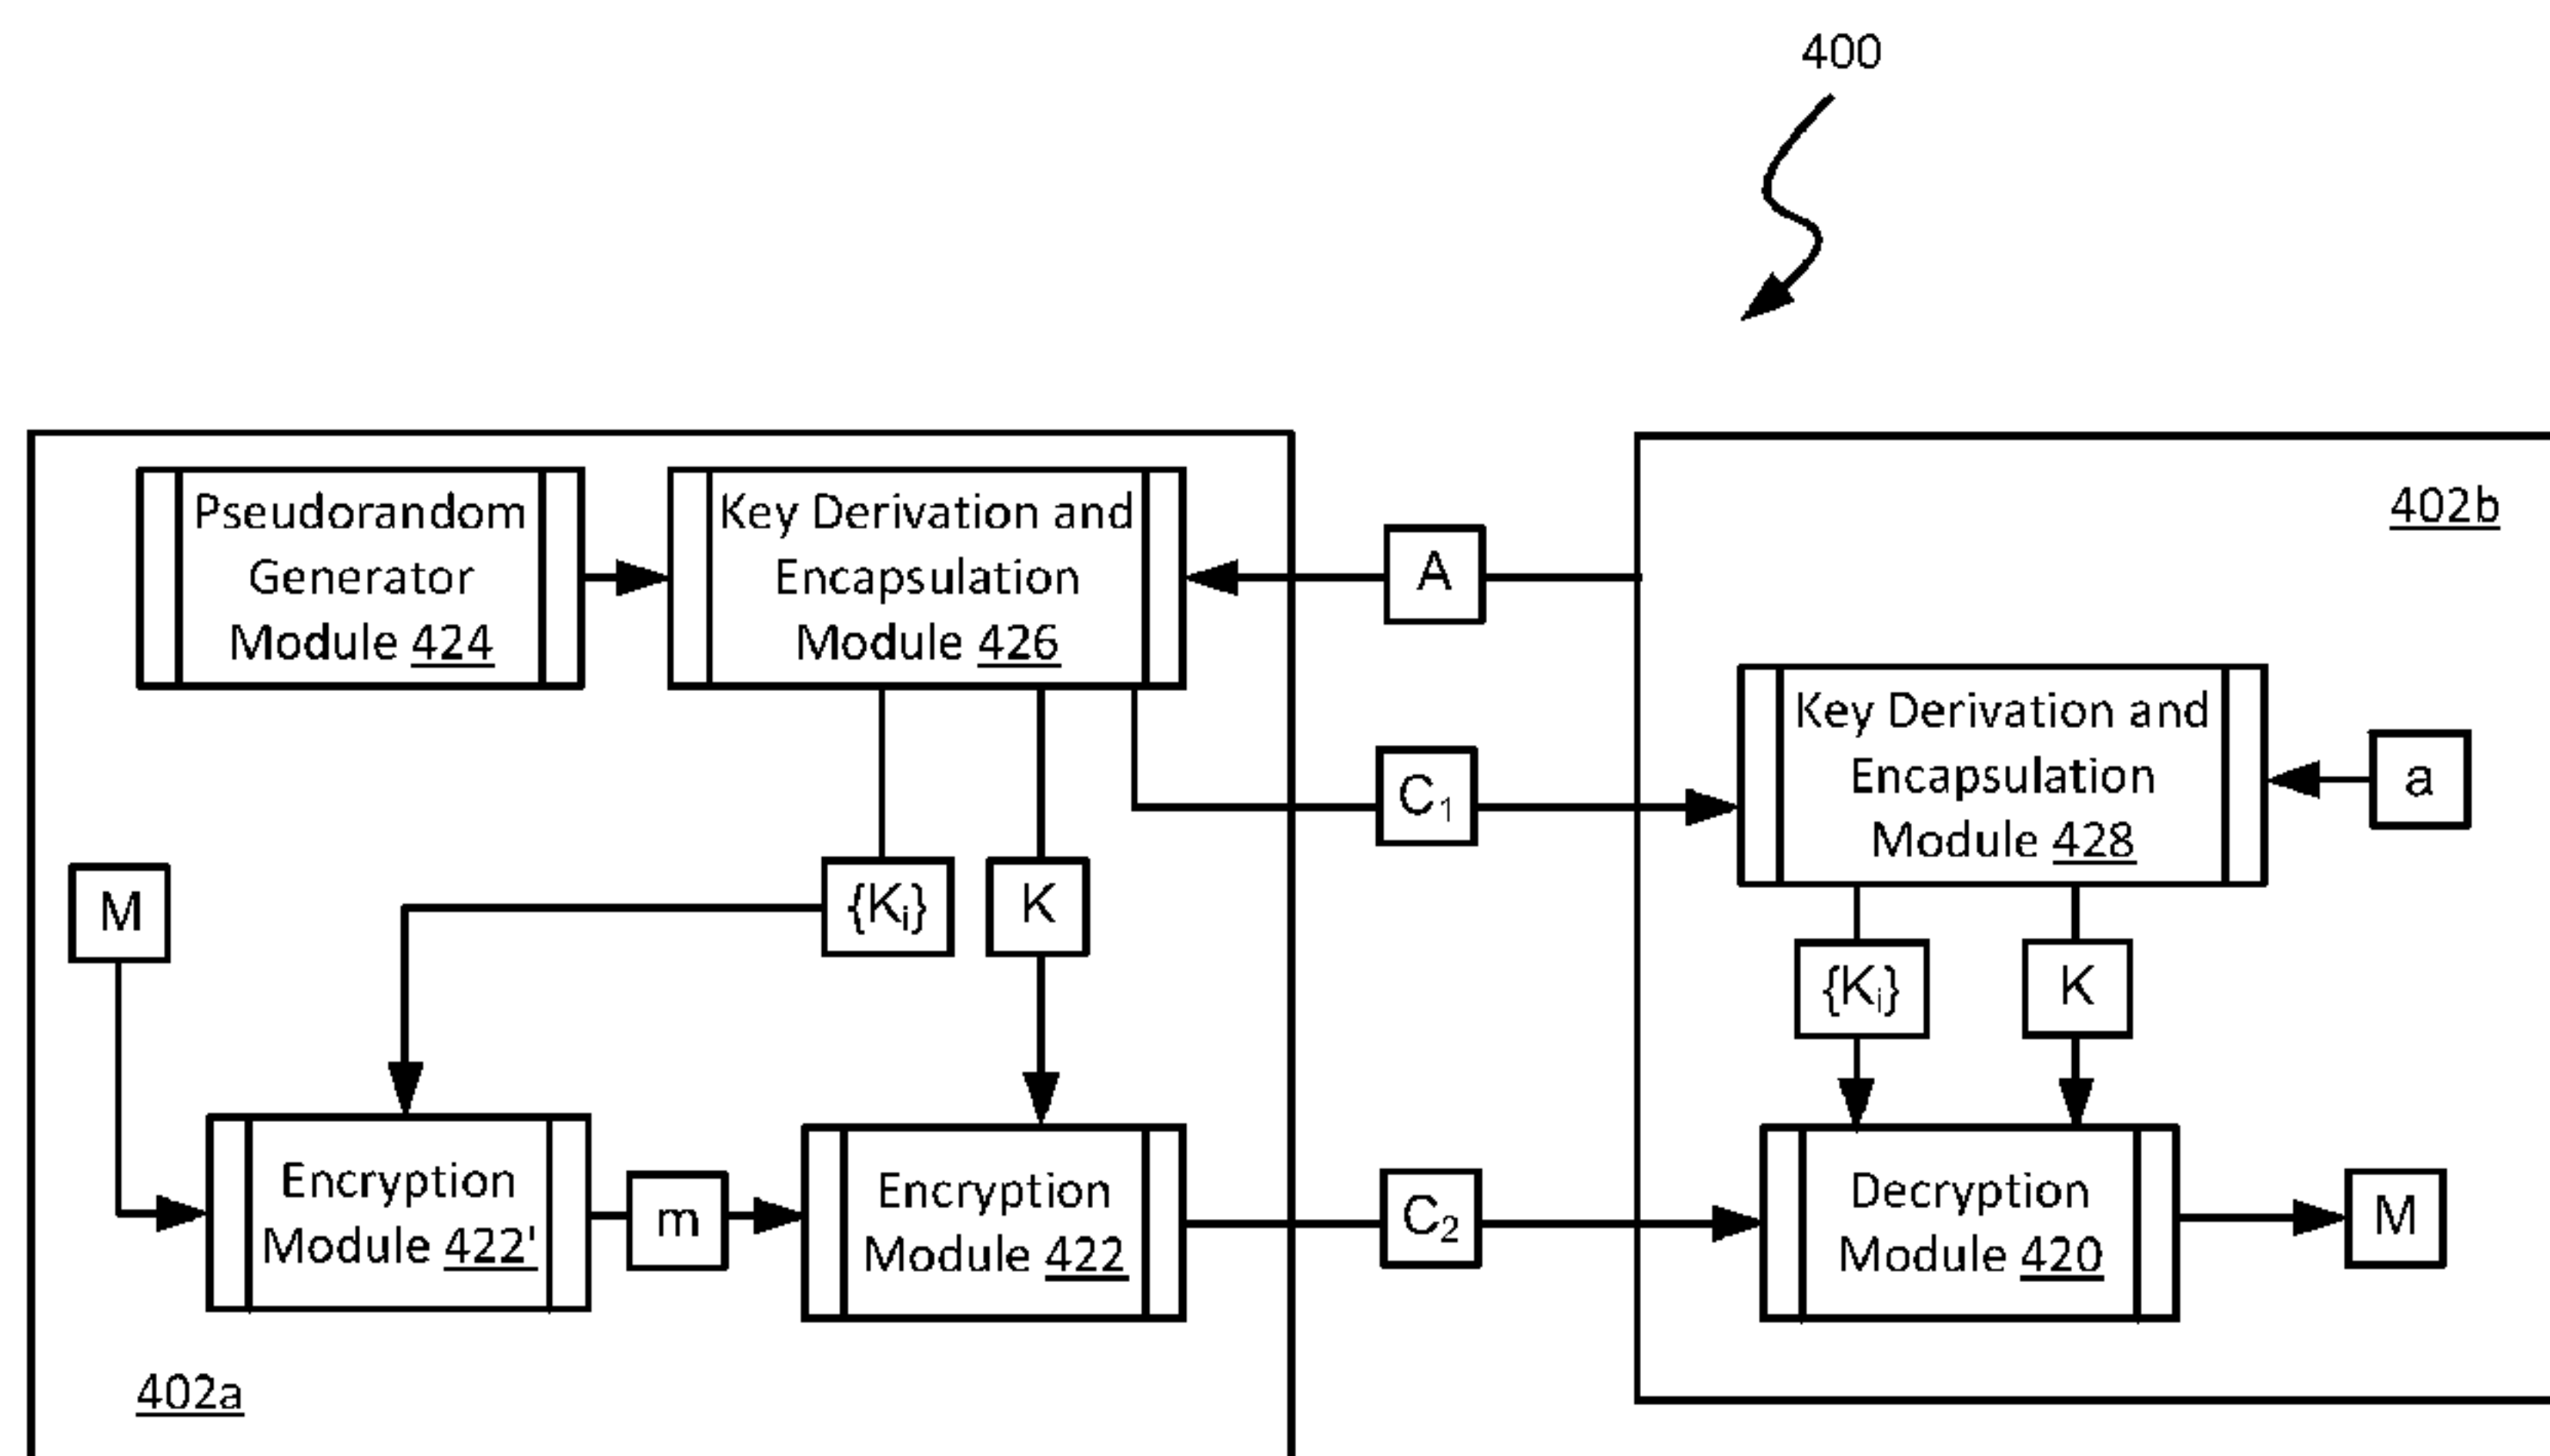 400
402b
Pseudorandom
Generator
Module 424
Key Derivation and
Encapsulation
Module 426
A
Key Derivation and
Encapsulation
Module 428
a
C₁
M
{Kᵢ}
K
{Kᵢ}
K
Encryption
Module 422'
m
Encryption
Module 422
C₂
Decryption
Module 420
M
402a